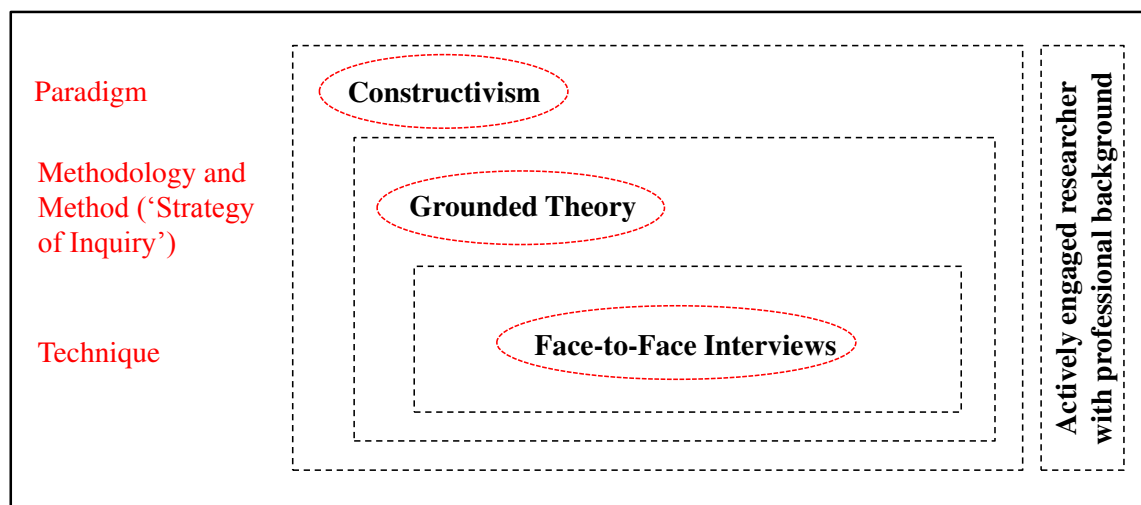 Paradigm
Constructivism
Methodology and
Method (‘Strategy
of Inquiry’)
Grounded Theory
Technique
Face-to-Face Interviews
Actively engaged researcher
with professional background